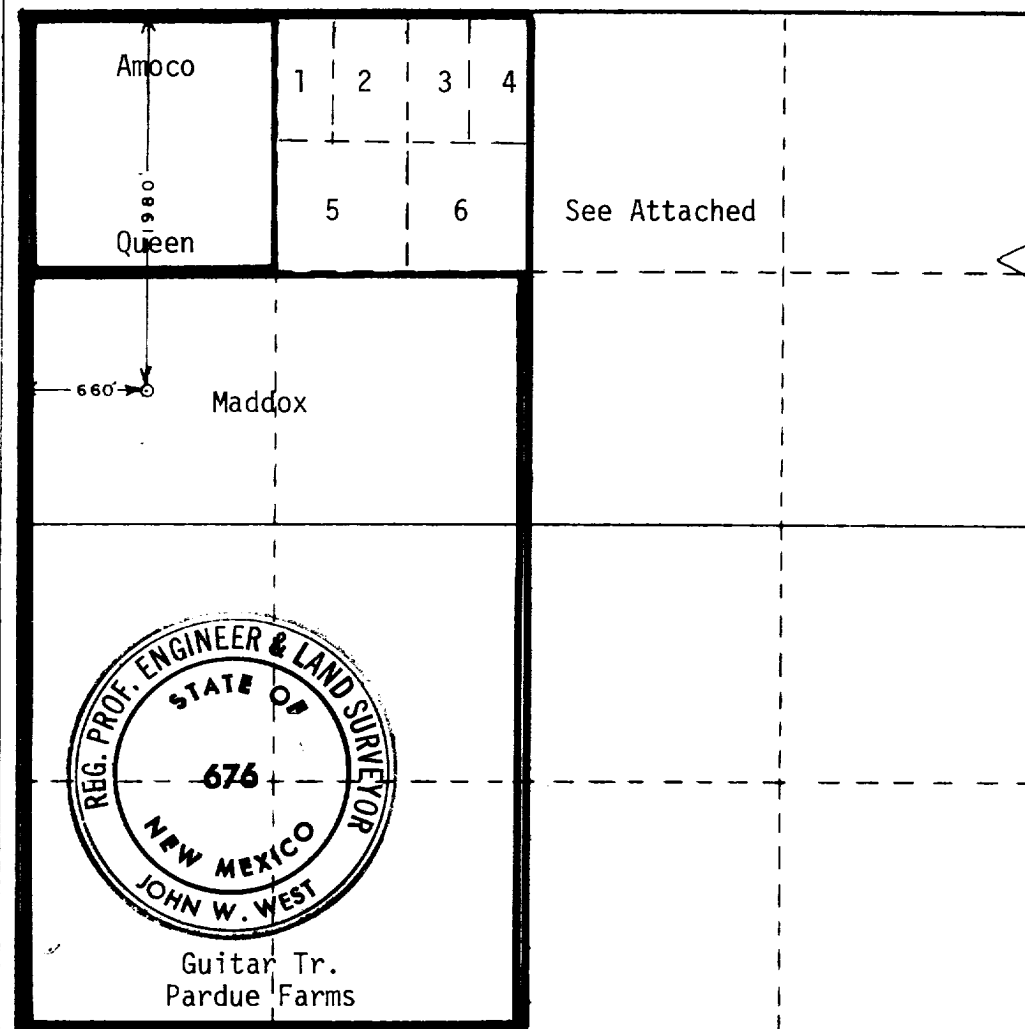 Amoco
1 2 3 4
1980'
Queen
5 6
See Attached
660'
Maddox
REG. PROF. ENGINEER & LAND SURVEYOR
STATE OF
676
NEW MEXICO
JOHN W. WEST
Guitar Tr.
Pardue Farms